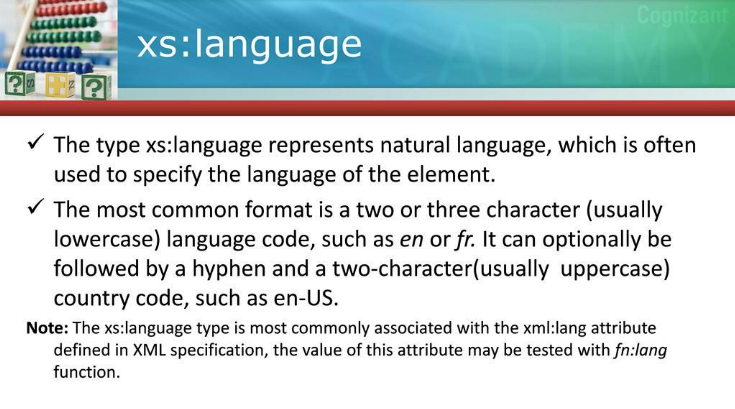 Cognizant
ACADEMY
xs:language
✓ The type xs:language represents natural language, which is often
used to specify the language of the element.
✓ The most common format is a two or three character (usually
lowercase) language code, such as en or fr. It can optionally be
followed by a hyphen and a two-character(usually  uppercase)
country code, such as en-US.
Note: The xs:language type is most commonly associated with the xml:lang attribute
defined in XML specification, the value of this attribute may be tested with fn:lang
function.